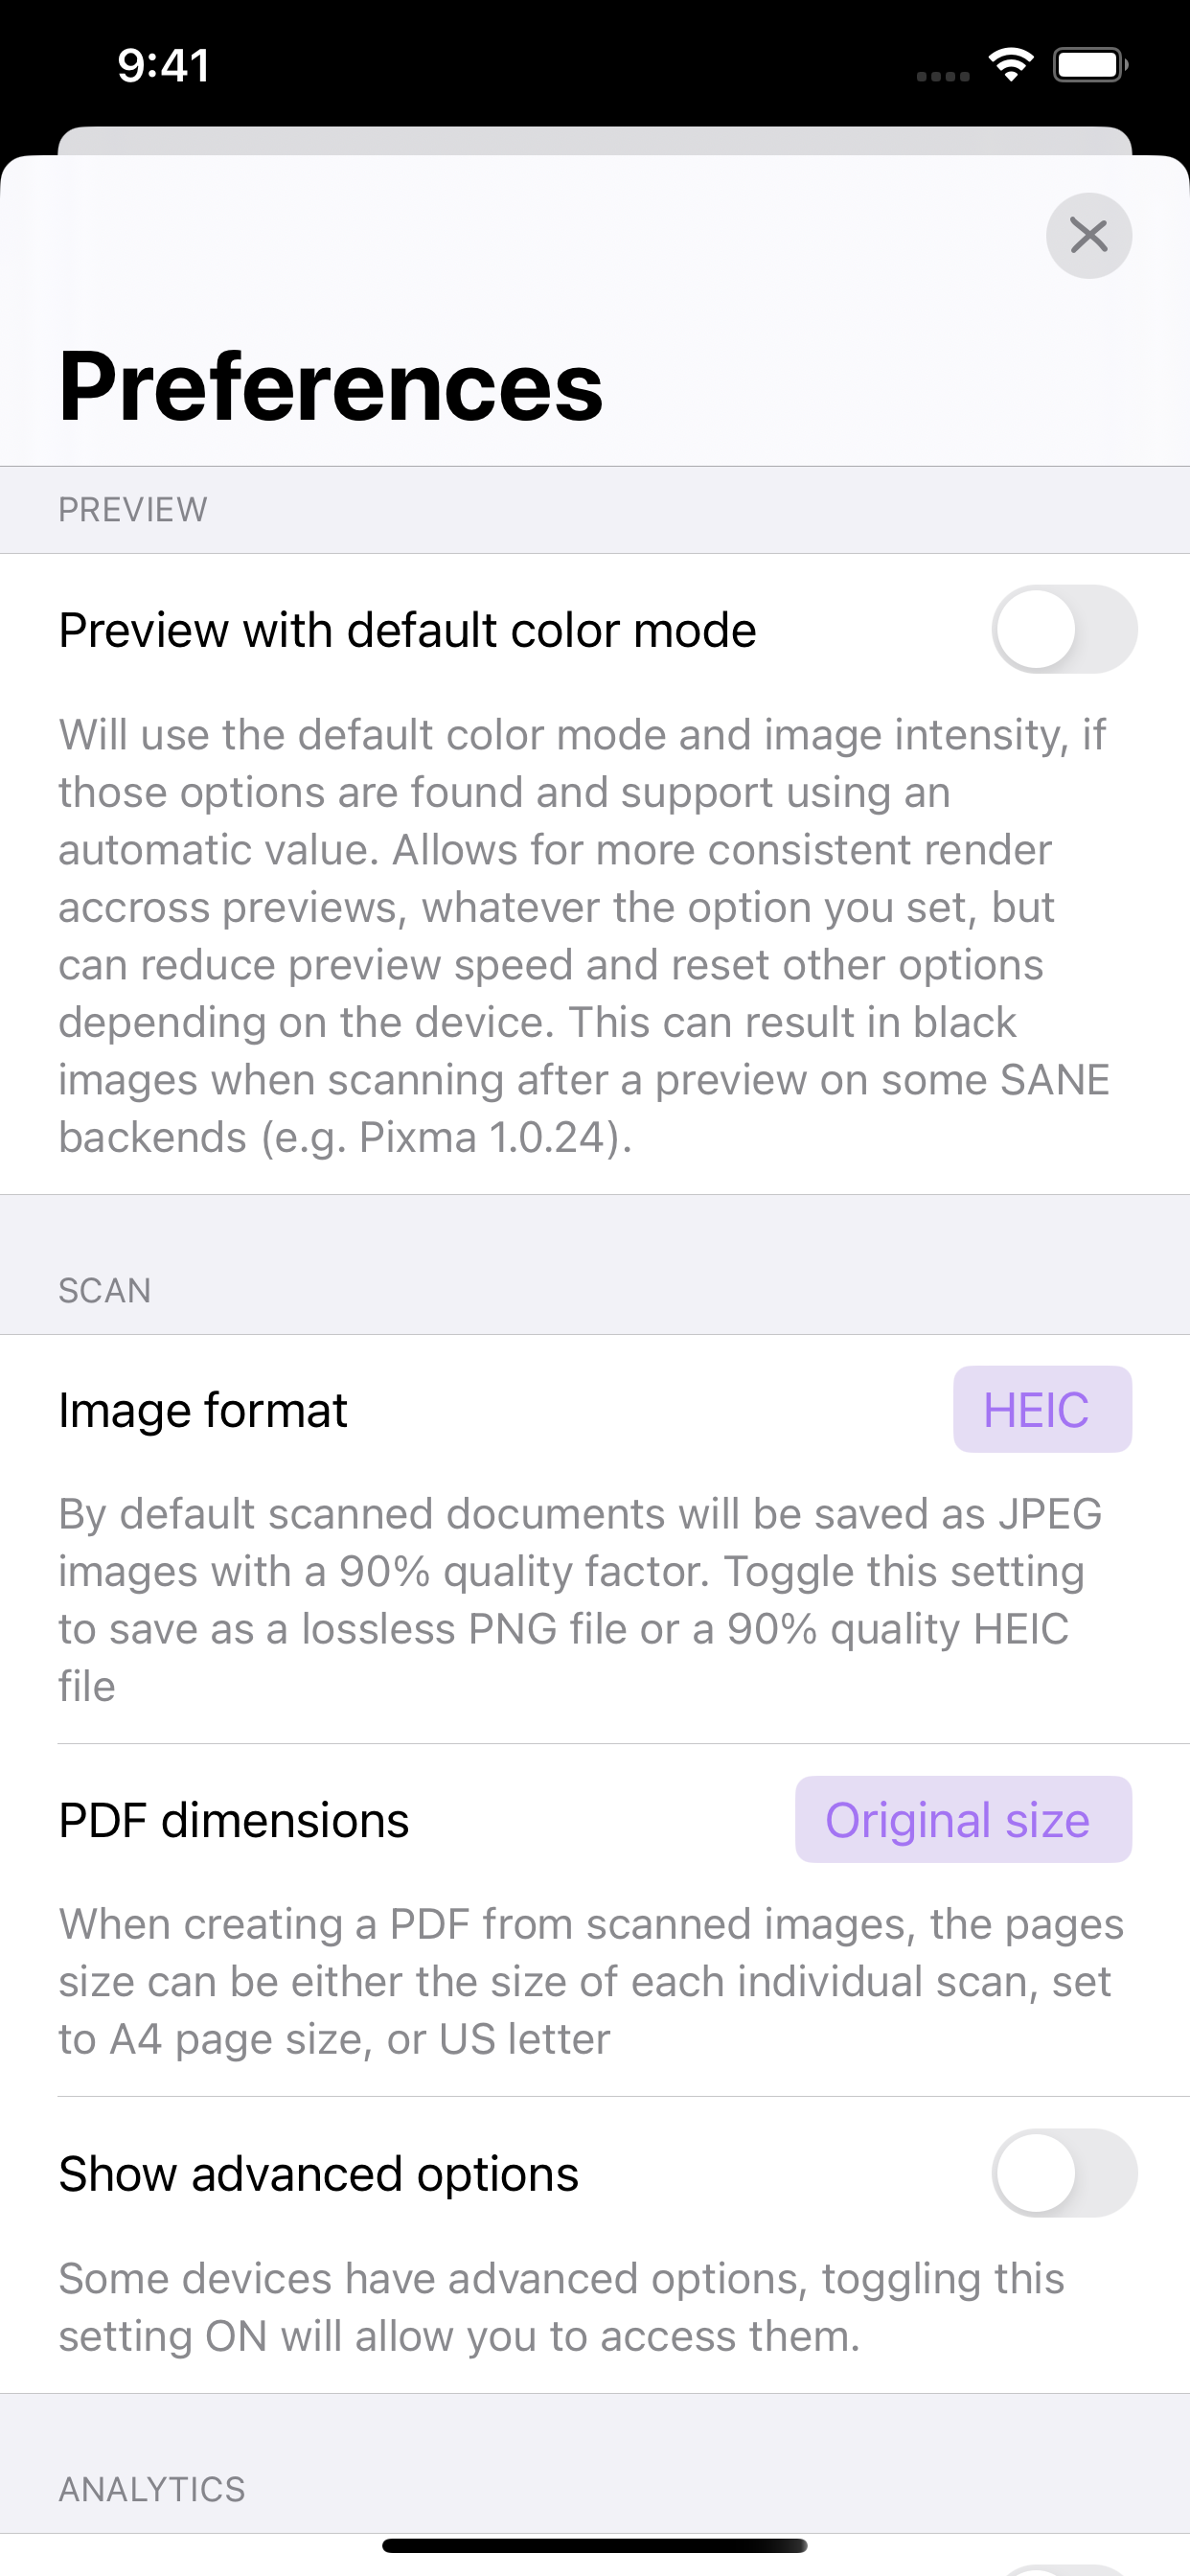 9:41
Preferences
PREVIEW
Preview with default color mode
Will use the default color mode and image intensity, if
those options are found and support using an
automatic value. Allows for more consistent render
accross previews, whatever the option you set, but
can reduce preview speed and reset other options
depending on the device. This can result in black
images when scanning after a preview on some SANE
backends (e.g. Pixma 1.0.24).
SCAN
Image format
HEIC
By default scanned documents will be saved as JPEG
images with a 90% quality factor. Toggle this setting
to save as a lossless PNG file or a 90% quality HEIC
file
PDF dimensions
Original size
When creating a PDF from scanned images, the pages
size can be either the size of each individual scan, set
to A4 page size, or US letter
Show advanced options
Some devices have advanced options, toggling this
setting ON will allow you to access them.
ANALYTICS